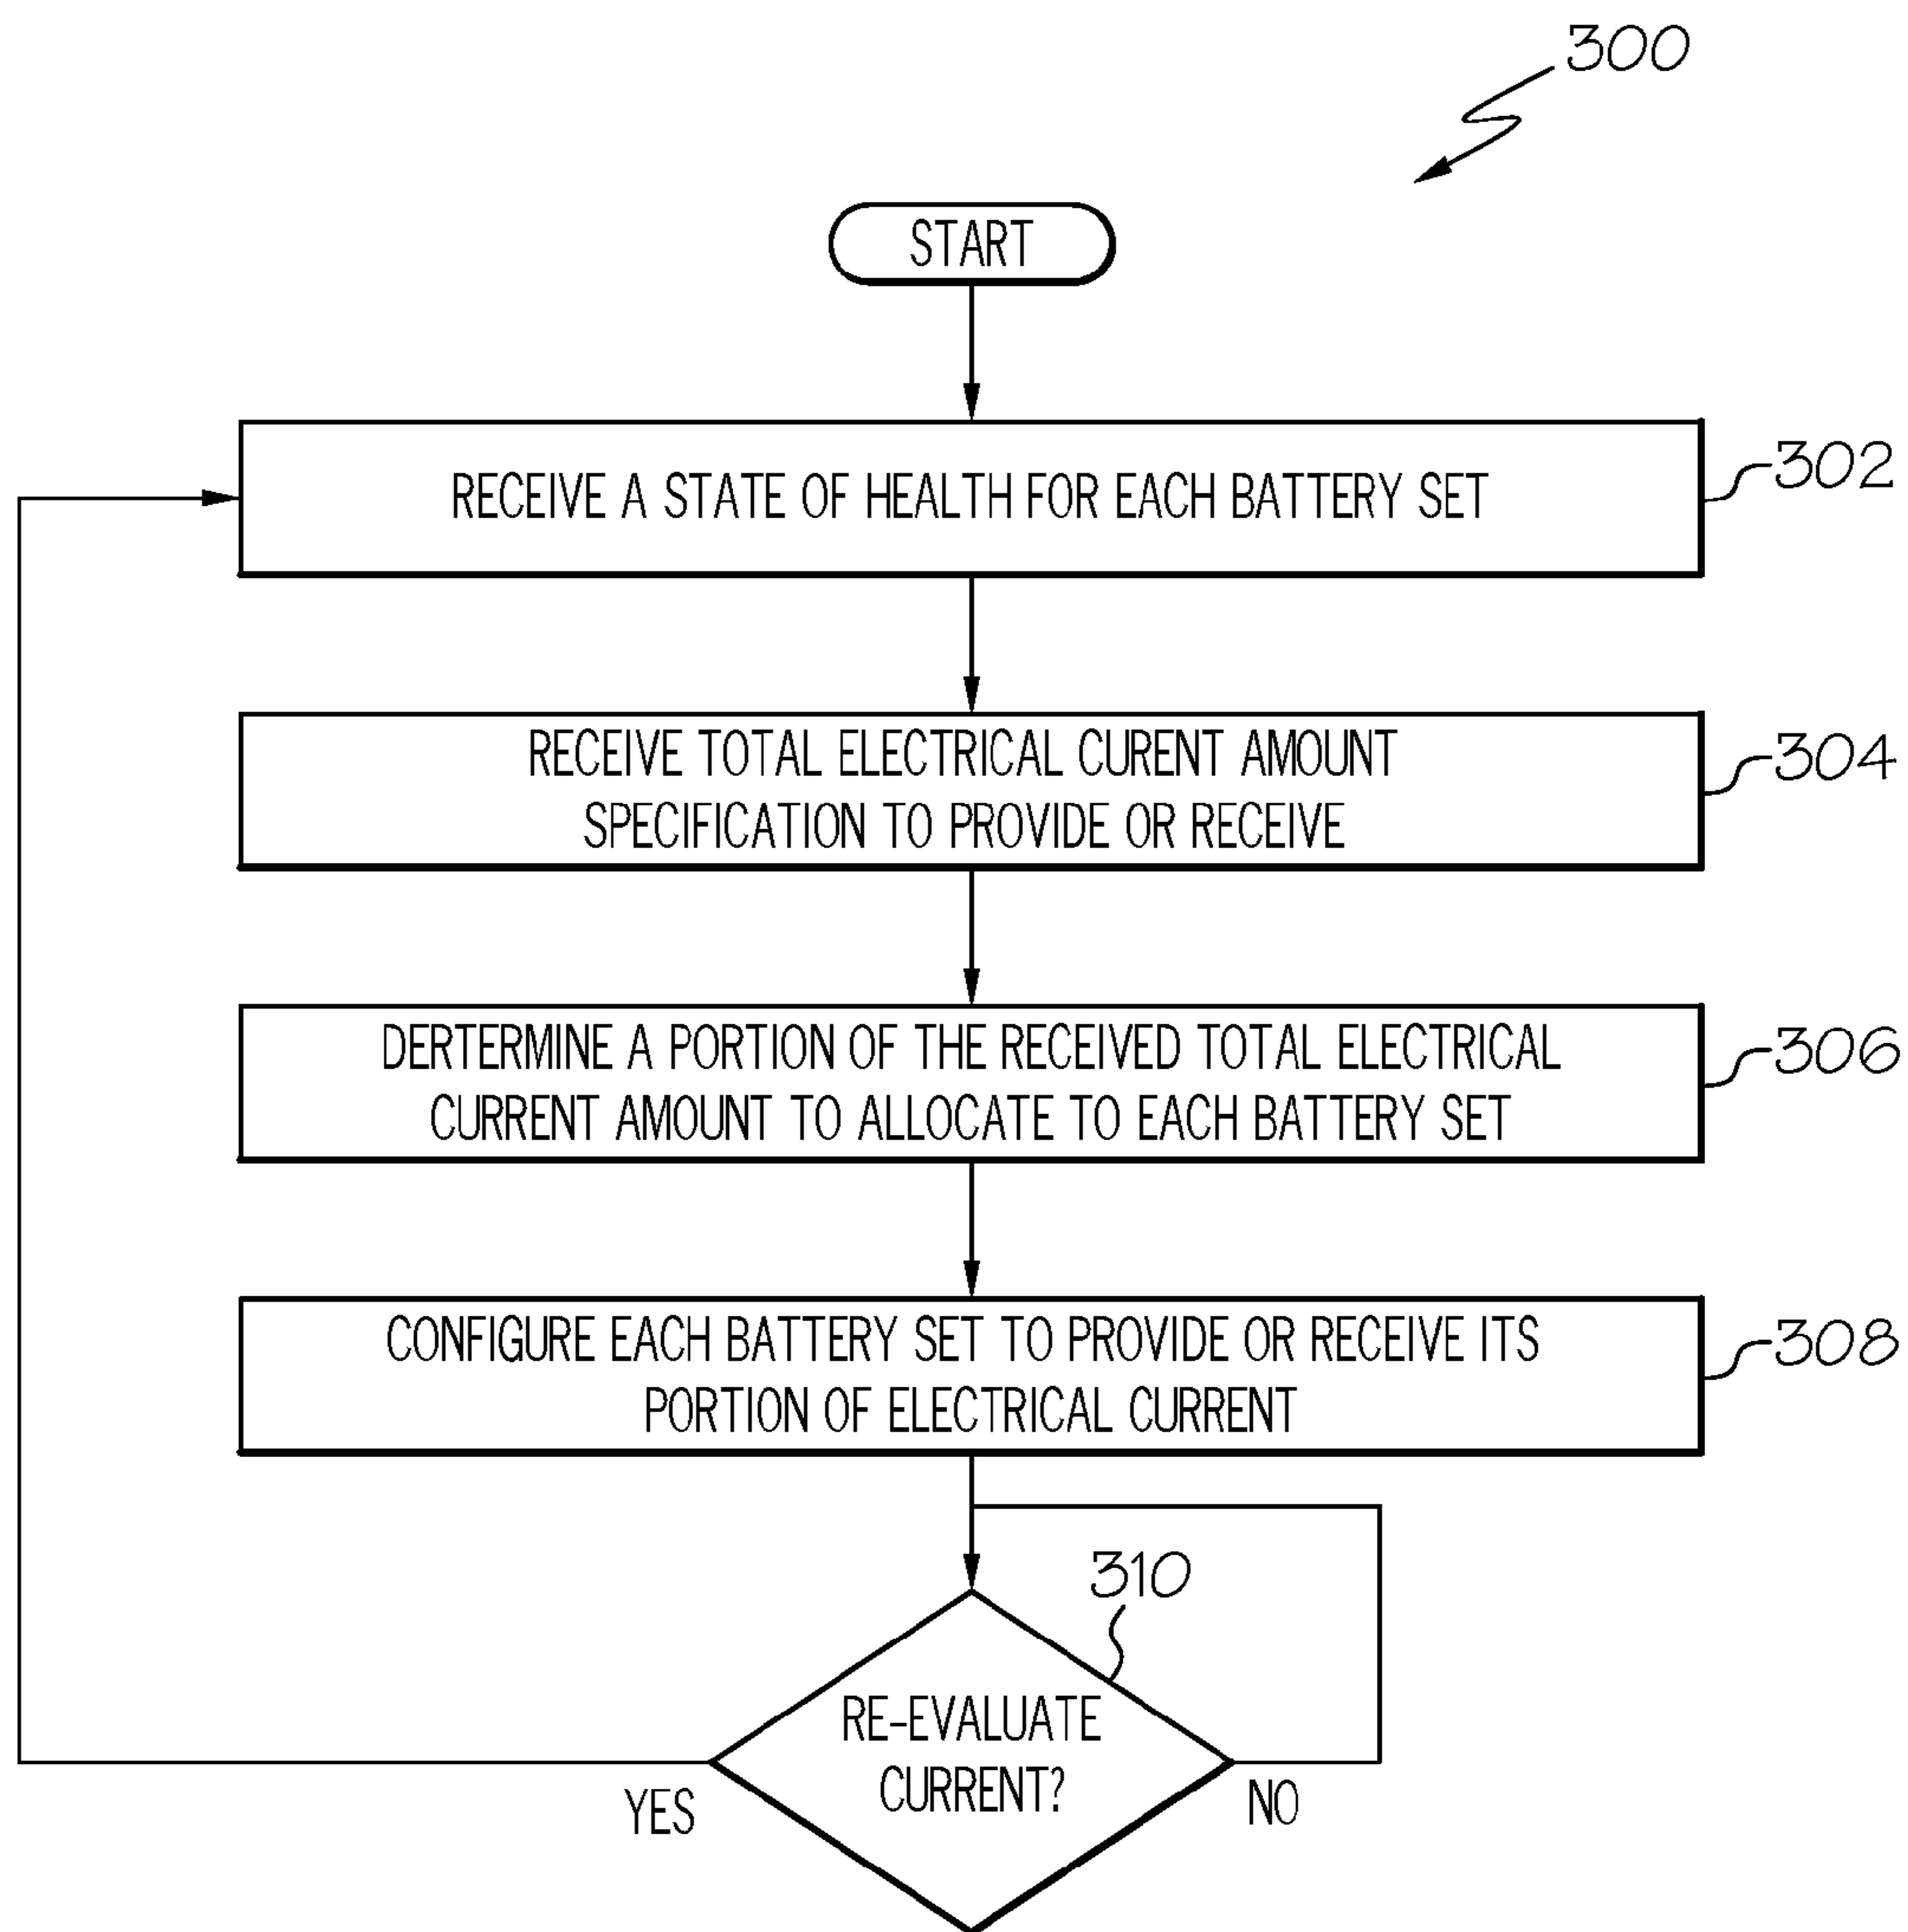 300
START
RECEIVE A STATE OF HEALTH FOR EACH BATTERY SET
302
RECEIVE TOTAL ELECTRICAL CURENT AMOUNT
SPECIFICATION TO PROVIDE OR RECEIVE
304
DERTERMINE A PORTION OF THE RECEIVED TOTAL ELECTRICAL
CURRENT AMOUNT TO ALLOCATE TO EACH BATTERY SET
306
CONFIGURE EACH BATTERY SET TO PROVIDE OR RECEIVE ITS
PORTION OF ELECTRICAL CURRENT
308
310
RE-EVALUATE
CURRENT?
YES
NO